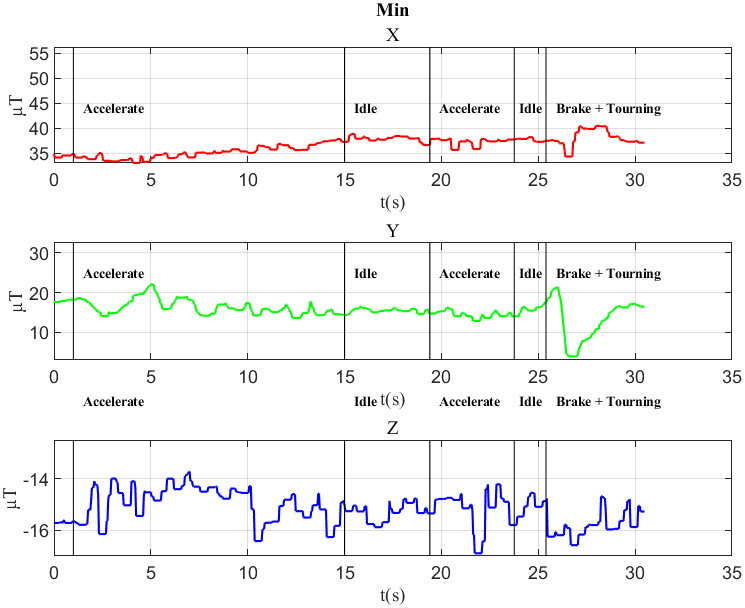 Min
X
55
50
45
40
35
μT
Accelerate Idle Accelerate Idle Brake + Tourning
0 5 10 15 20 25 30 35
t(s)
Y
30
20
10
μT
Accelerate Idle Accelerate Idle Brake + Tourning
0 5 10 15 20 25 30 35
t(s)
Accelerate Idle Accelerate Idle Brake + Tourning
Z
-14
-16
μT
0 5 10 15 20 25 30 35
t(s)